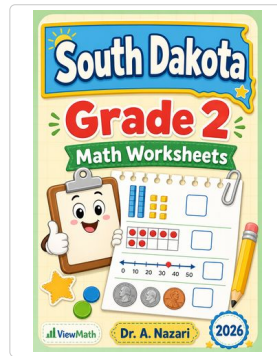 South Dakota
Grade 2
Math Worksheets
0 10 20 30 40 50
ViewMath
Dr. A. Nazari
2026